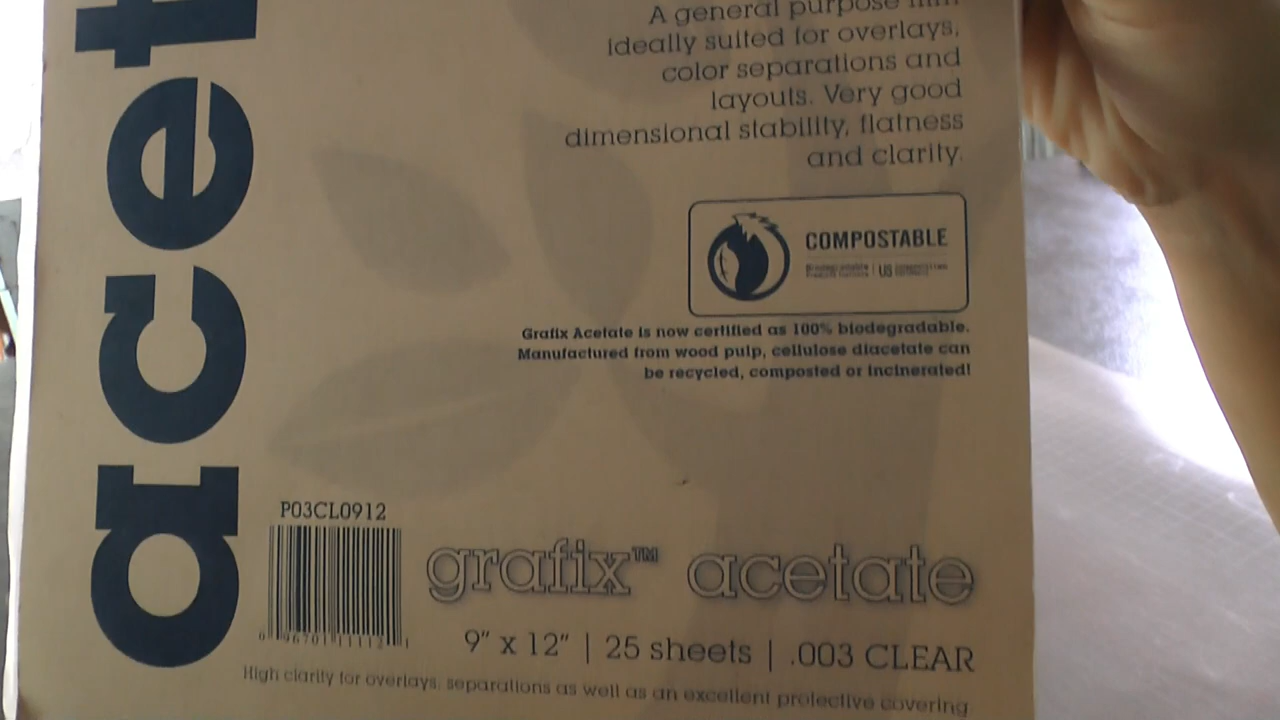 acet
A general purpose film
ideally suited for overlays,
color separations and
layouts. Very good
dimensional stability, flatness
and clarity.
COMPOSTABLE
US
Grafix Acetate is now certified as 100% biodegradable.
Manufactured from wood pulp, cellulose diacetate can
be recycled, composted or incinerated!
P03CL0912
grafix™ acetate
9" x 12" | 25 sheets | .003 CLEAR
High clarity for overlays, separations as well as an excellent protective covering